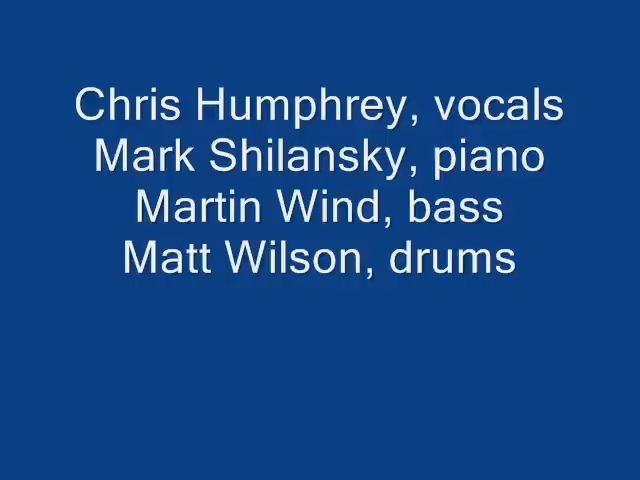 Chris Humphrey, vocals
Mark Shilansky, piano
Martin Wind, bass
Matt Wilson, drums